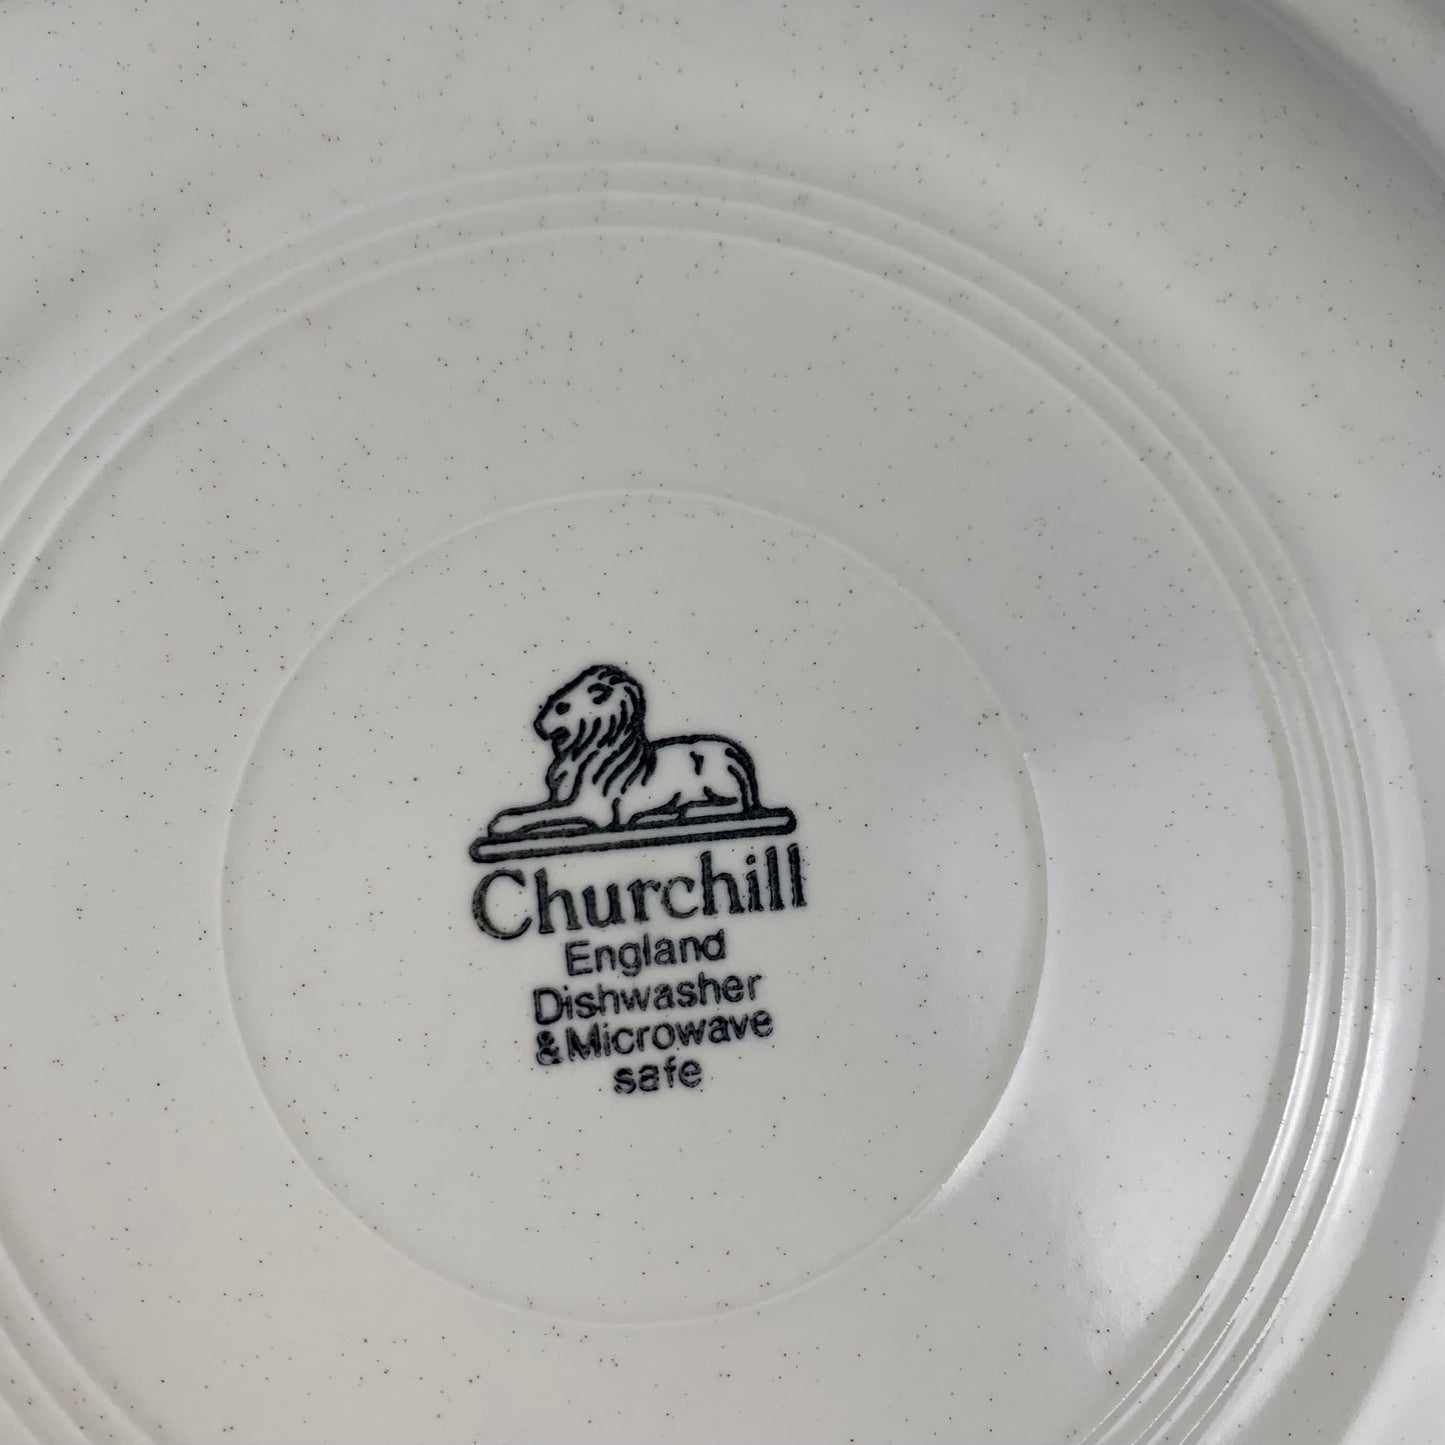 Churchill
England
Dishwasher
&Microwave
safe